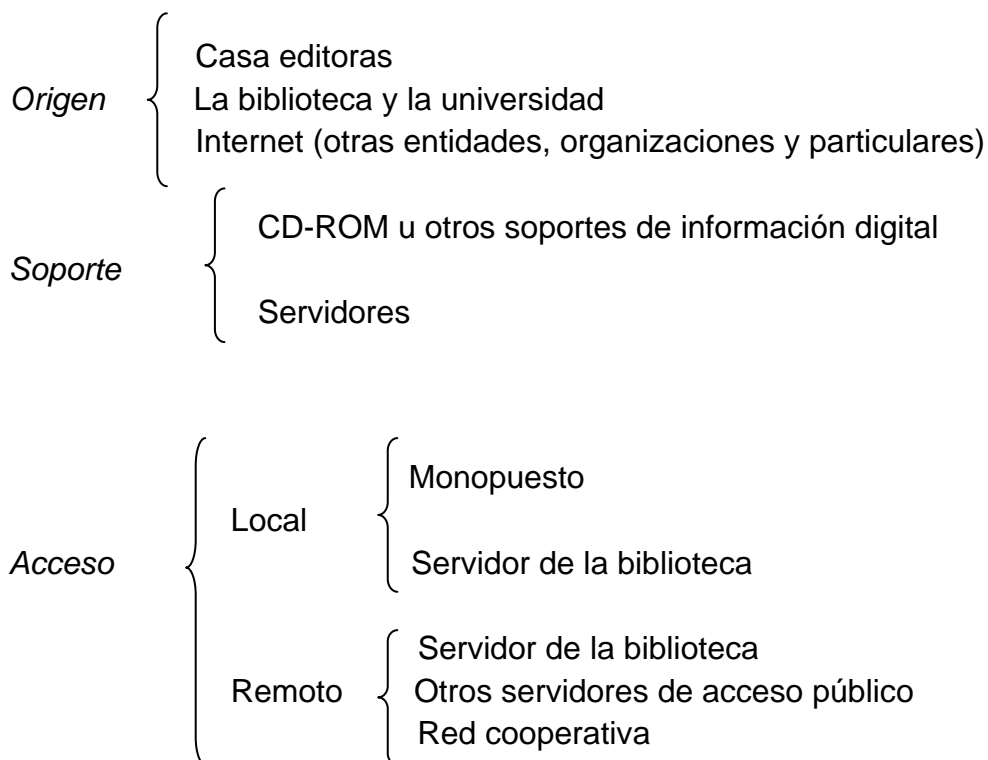 Casa editoras
Origen
La biblioteca y la universidad
Internet (otras entidades, organizaciones y particulares)
CD-ROM u otros soportes de información digital
Soporte
Servidores
Monopuesto
Local
Acceso
Servidor de la biblioteca
Servidor de la biblioteca
Remoto
Otros servidores de acceso público
Red cooperativa